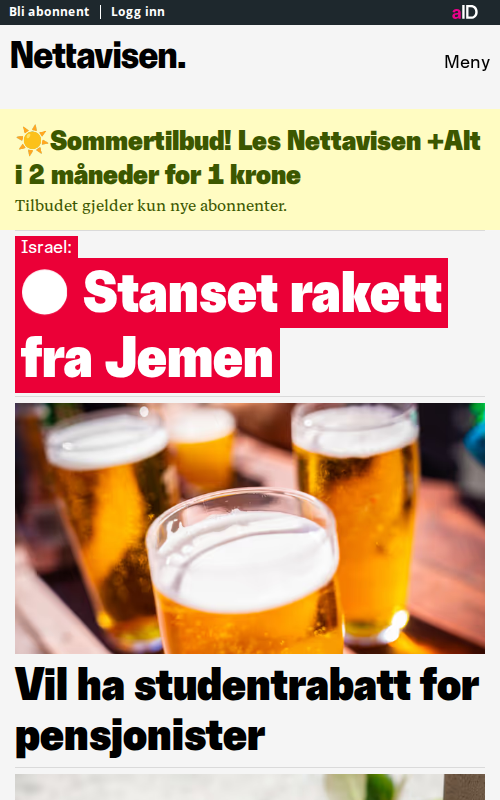 Bli abonnent
Logg inn
aID
Nettavisen.
Meny
☀️Sommertilbud! Les Nettavisen +Alt
i 2 måneder for 1 krone
Tilbudet gjelder kun nye abonnenter.
Israel:
Stanset rakett
fra Jemen
Vil ha studentrabatt for
pensjonister